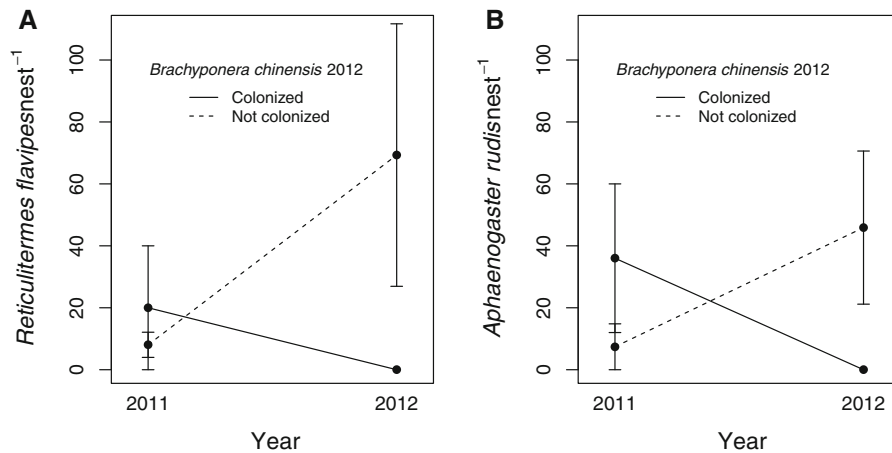 A
Reticulitermes flavipesnest⁻¹
100
80
60
40
20
0
Brachyponera chinensis 2012
Colonized
Not colonized
2011
2012
Year
B
Aphaenogaster rudisnest⁻¹
100
80
60
40
20
0
Brachyponera chinensis 2012
Colonized
Not colonized
2011
2012
Year